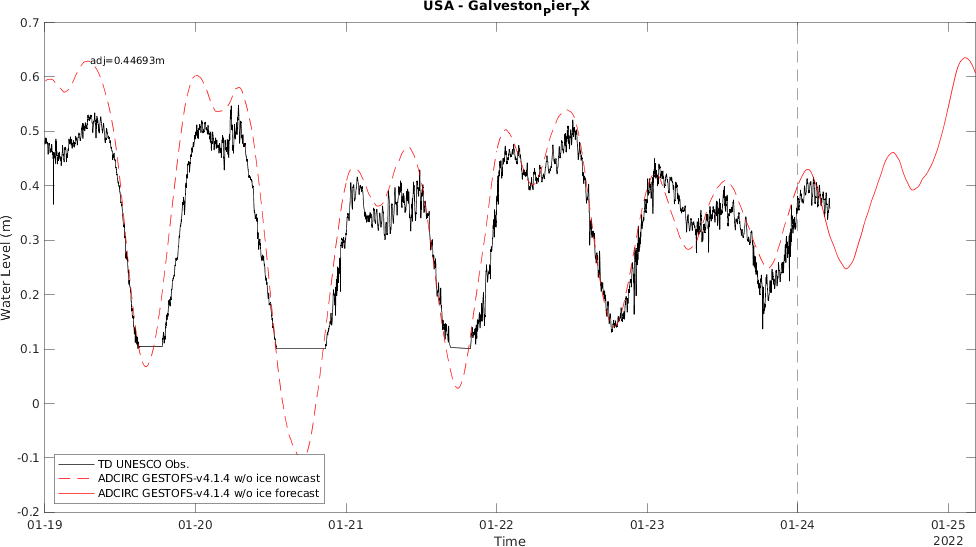 USA - Galveston_Pier_TX
adj=0.44693m
0.7
0.6
0.5
0.4
0.3
0.2
0.1
0
-0.1
-0.2
Water Level (m)
TD UNESCO Obs.
ADCIRC GESTOFS-v4.1.4 w/o ice nowcast
ADCIRC GESTOFS-v4.1.4 w/o ice forecast
01-19 01-20 01-21 01-22 01-23 01-24 01-25
Time 2022